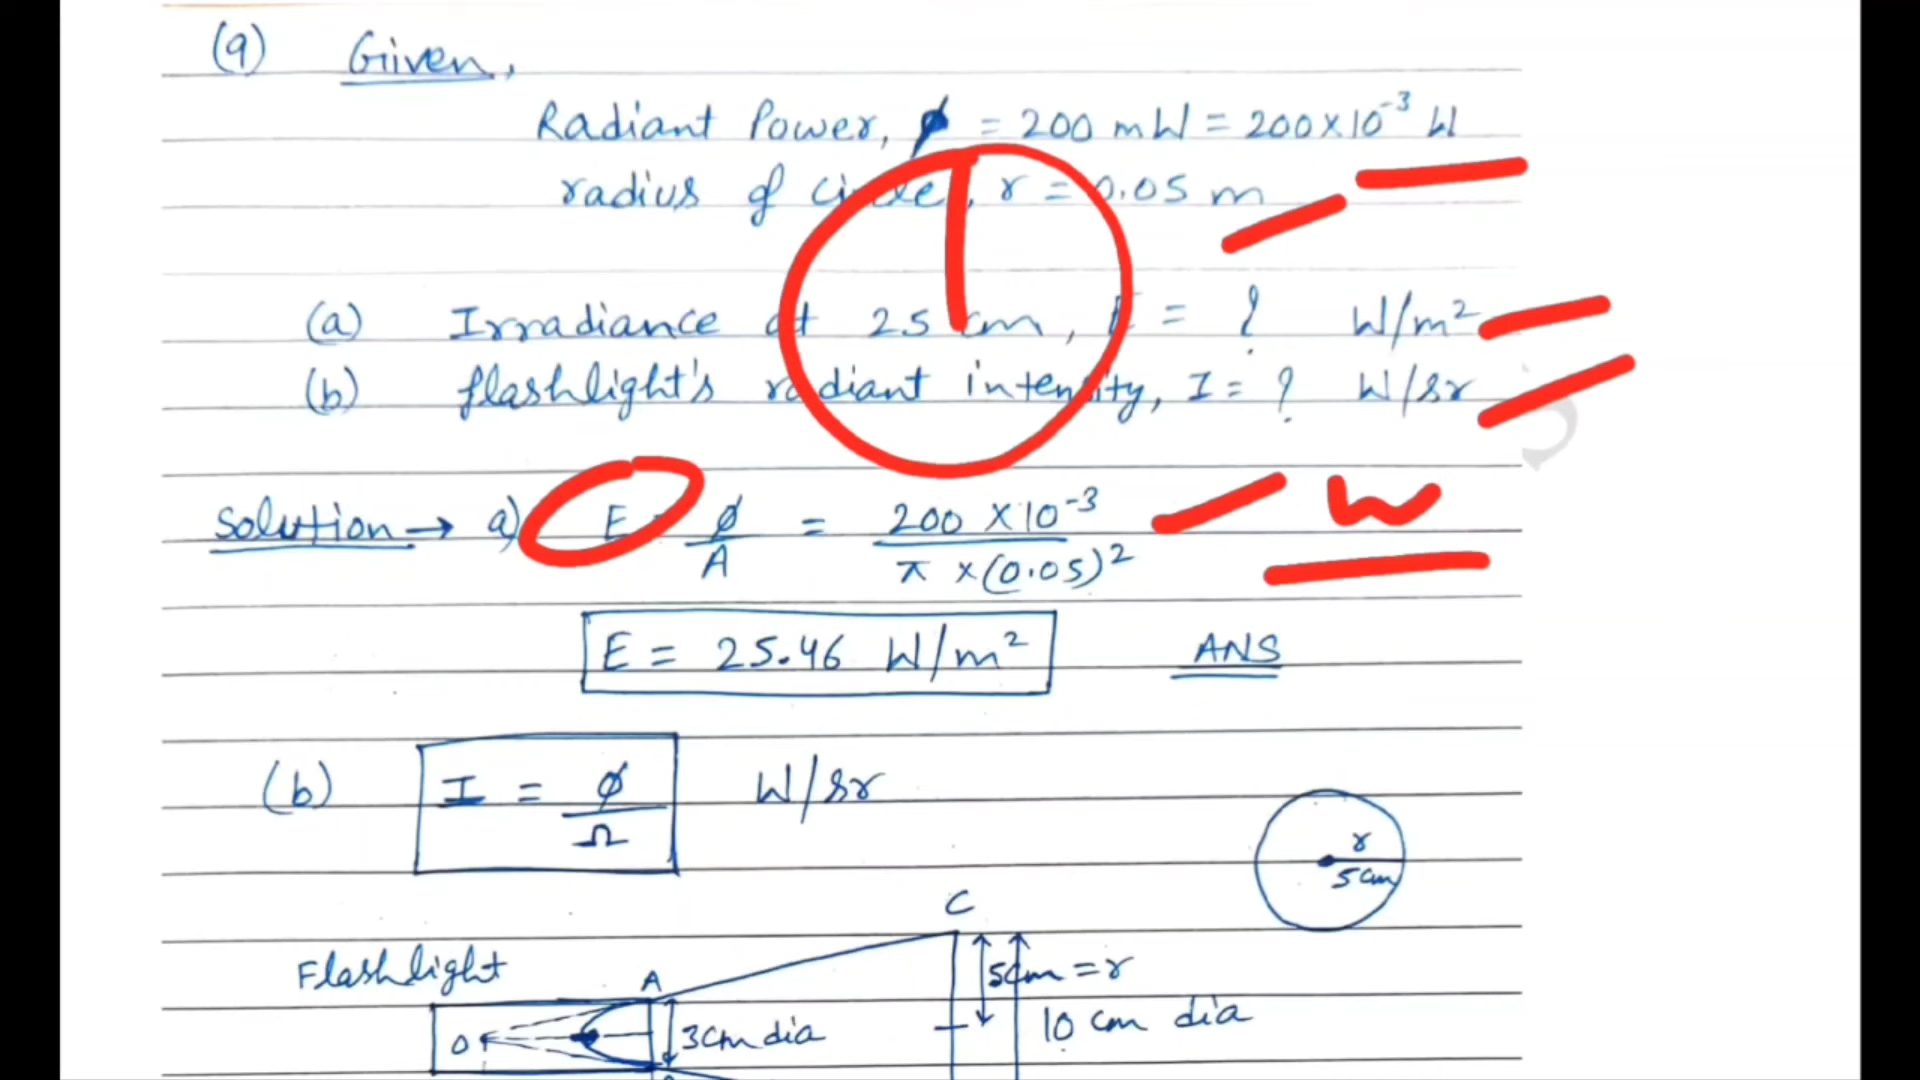 (9) Given,
Radiant Power, ϕ = 200 mW = 200×10⁻³ W
radius of circle, r = 0.05 m
(a) Irradiance at 25 cm, E = ? W/m²
(b) flashlight's radiant intensity, I = ? W/sr
Solution → a) E = ϕ/A = 200 × 10⁻³ / π × (0.05)² W
E = 25.46 W/m² ANS
(b) I = ϕ/Ω W/sr
r
5cm
C
Flashlight A 5cm = r
O 3cm dia 10 cm dia